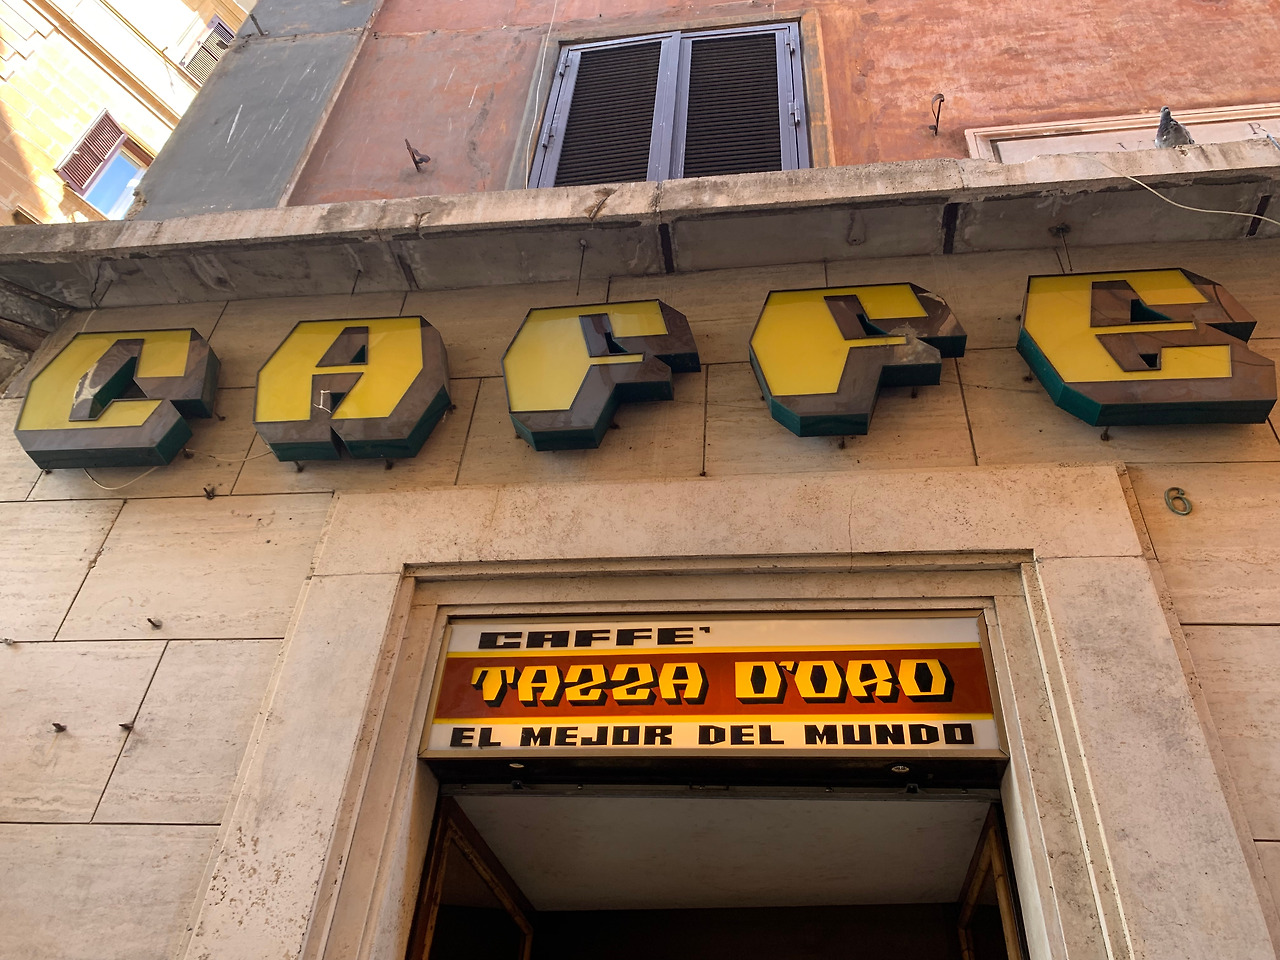 CAFFE
6
CAFFE'
TAZZA D'ORO
EL MEJOR DEL MUNDO